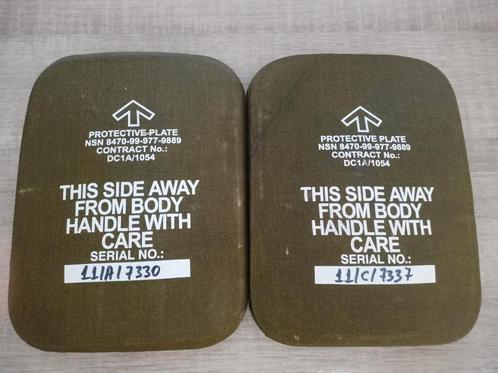 PROTECTIVE PLATE
NSN 8470-99-977-9889
CONTRACT No.:
DC1A/1054
THIS SIDE AWAY
FROM BODY
HANDLE WITH
CARE
SERIAL NO.:
11/A/7330
PROTECTIVE PLATE
NSN 8470-99-977-9889
CONTRACT No.:
DC1A/1054
THIS SIDE AWAY
FROM BODY
HANDLE WITH
CARE
SERIAL NO.:
11/C/7337